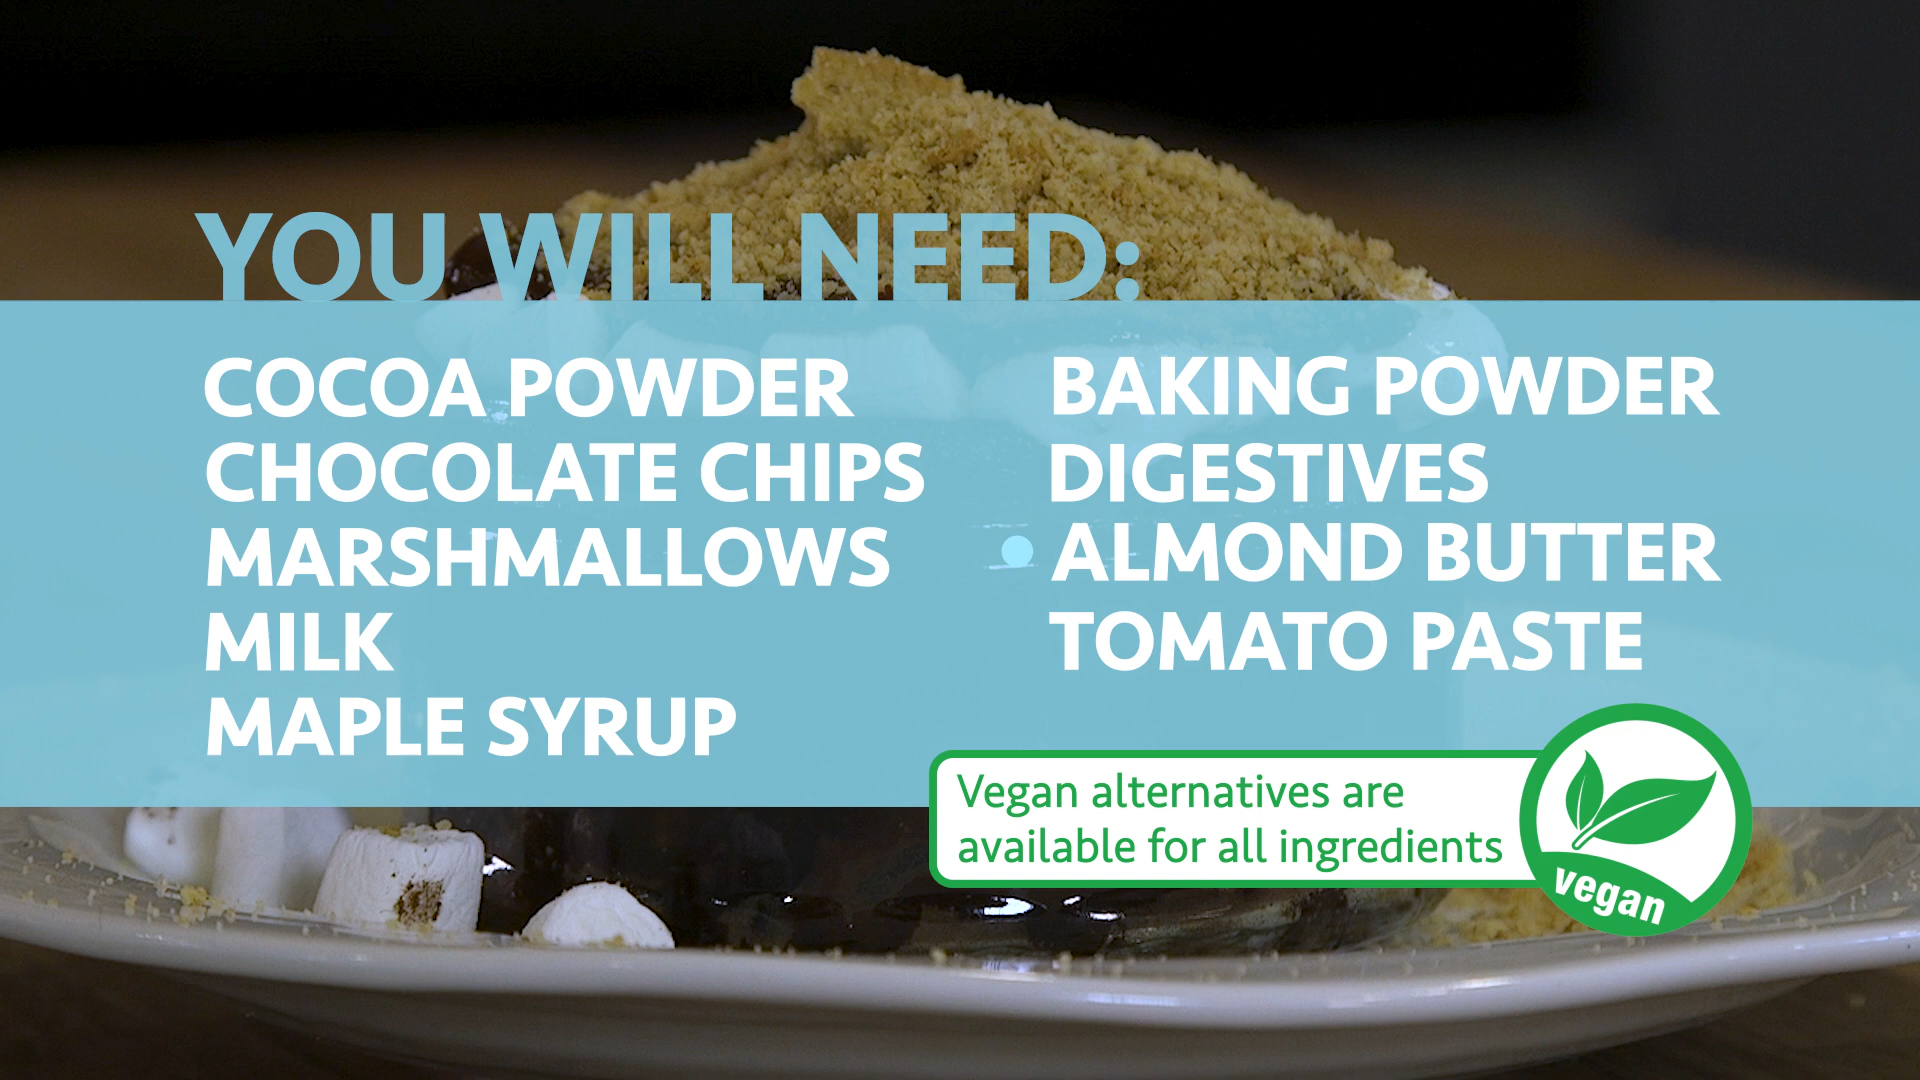 YOU WILL NEED:
COCOA POWDER
CHOCOLATE CHIPS
MARSHMALLOWS
MILK
MAPLE SYRUP
BAKING POWDER
DIGESTIVES
ALMOND BUTTER
TOMATO PASTE
Vegan alternatives are
available for all ingredients
vegan